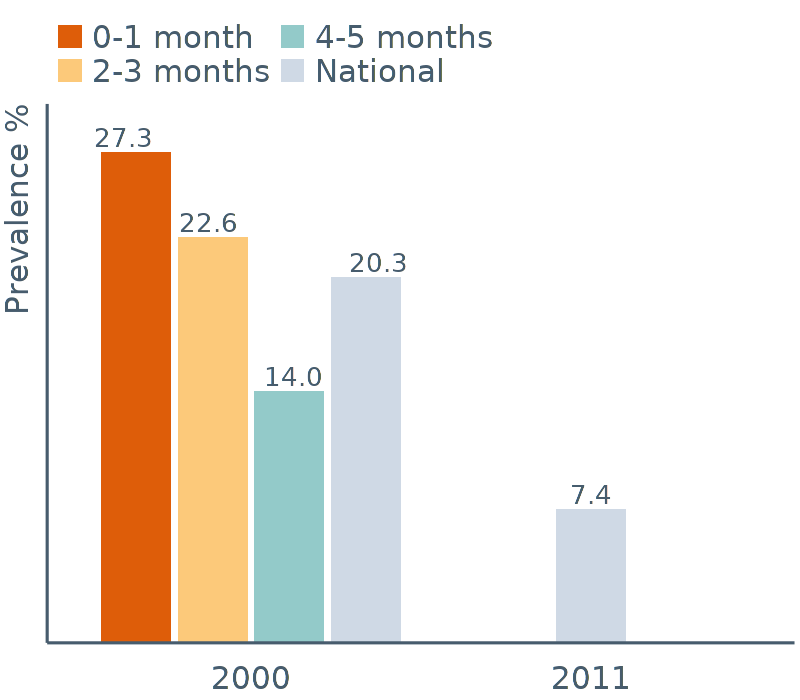 0-1 month
4-5 months
2-3 months
National
Prevalence %
27.3
22.6
14.0
20.3
7.4
2000
2011